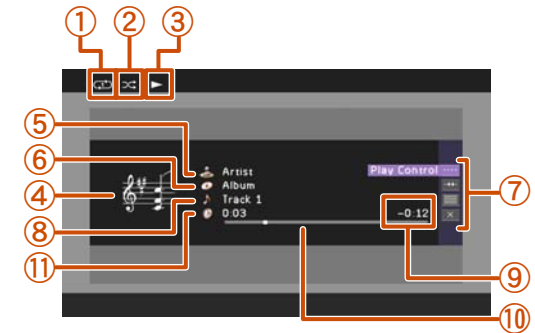 ① ② ③
⑤ Artist Play Control
⑥ Album
④ ⑦
⑧ Track 1
⑪ 0:03 -0:12
⑨
⑩